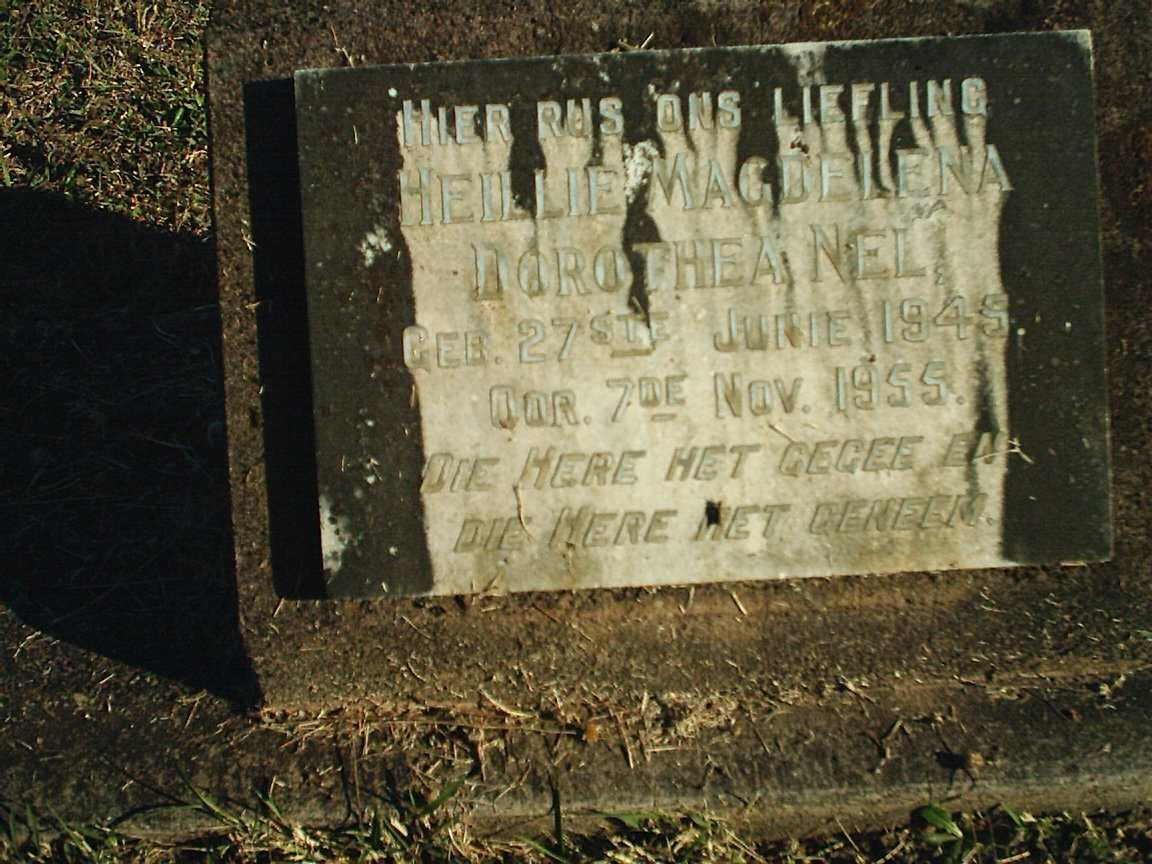 HIER RUS ONS LIEFLING
HEILLIE MAGDELENA
DOROTHEA NEL
GEB. 27STE JUNIE 1945
OOR. 7DE NOV. 1955.
DIE HERE HET GEGEE EN
DIE HERE HET GENEEM.